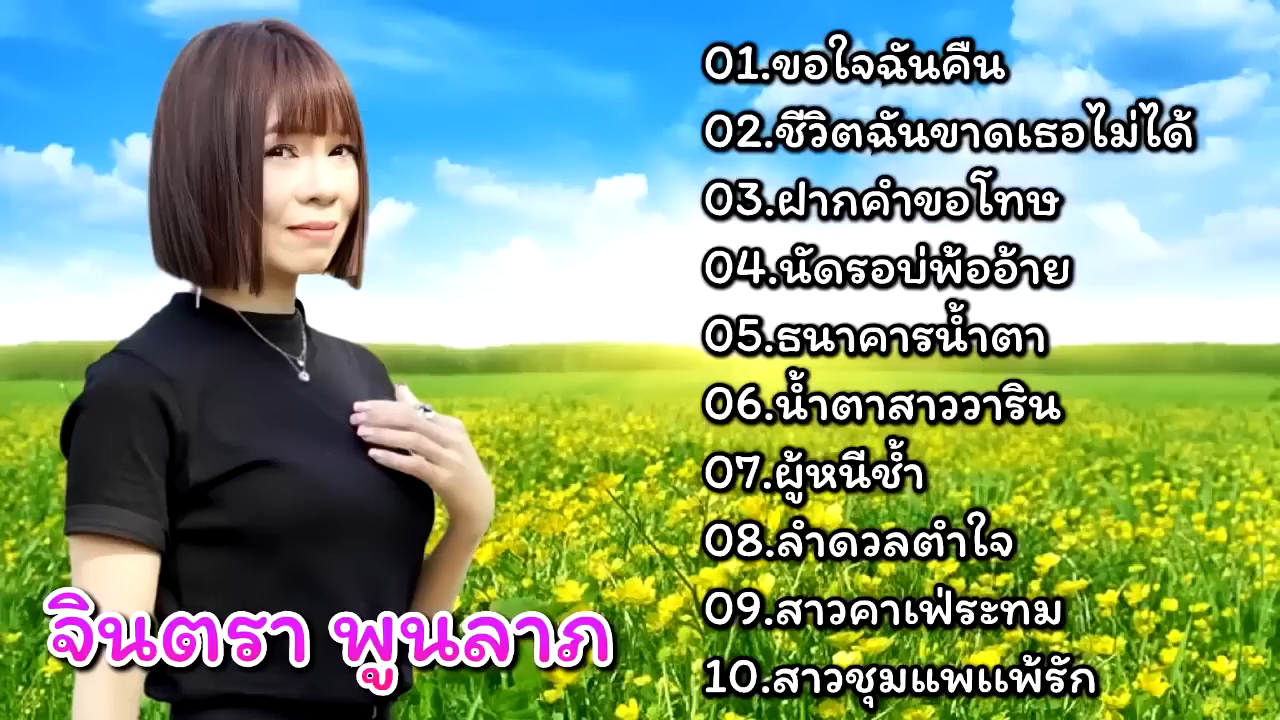 01.ขอใจฉันคืน
02.ชีวิตฉันขาดเธอไม่ได้
03.ฝากคำขอโทษ
04.นัดรอบ่พ้ออ้าย
05.ธนาคารน้ำตา
06.น้ำตาสาววาริน
07.ผู้หนีช้ำ
08.ลำดวลตำใจ
09.สาวคาเฟ่ระทม
10.สาวชุมแพแพ้รัก
จินตรา พูนลาภ